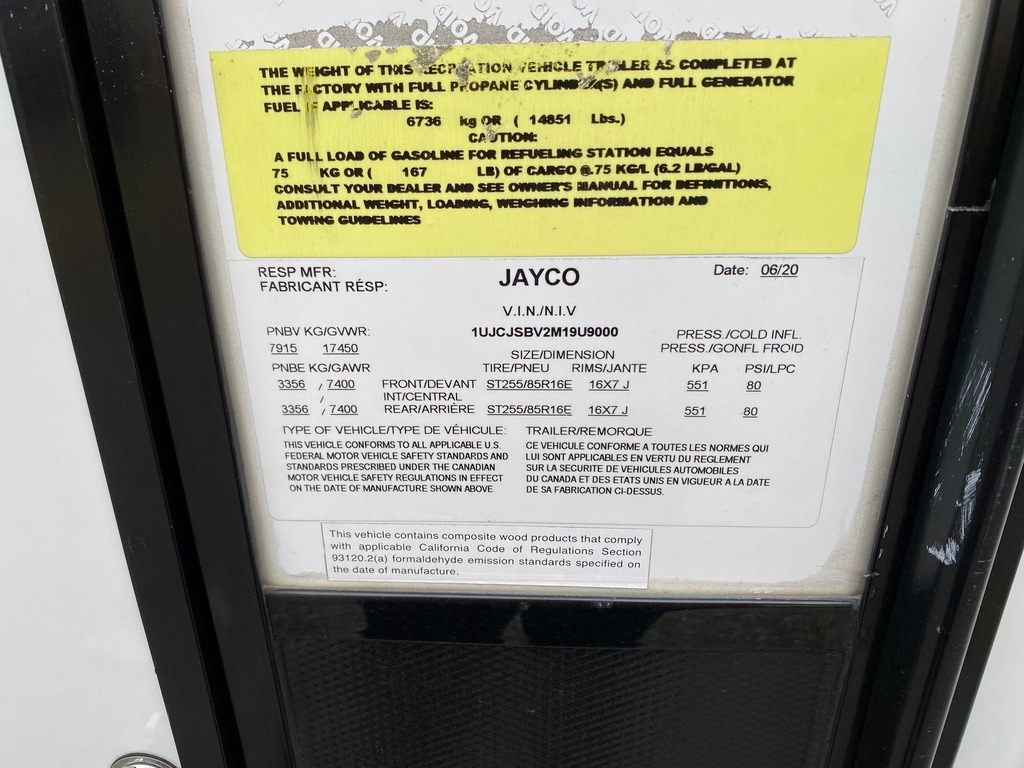 VOID VOID VOID VOID VOID
THE WEIGHT OF THIS RECREATION VEHICLE TRAILER AS COMPLETED AT
THE FACTORY WITH FULL PROPANE CYLINDER(S) AND FULL GENERATOR
FUEL IF APPLICABLE IS:
6736 kg OR ( 14851 Lbs.)
CAUTION:
A FULL LOAD OF GASOLINE FOR REFUELING STATION EQUALS
75 KG OR ( 167 LB) OF CARGO @.75 KG/L (6.2 LB/GAL)
CONSULT YOUR DEALER AND SEE OWNER'S MANUAL FOR DEFINITIONS,
ADDITIONAL WEIGHT, LOADING, WEIGHING INFORMATION AND
TOWING GUIDELINES
RESP MFR: JAYCO Date: 06/20
FABRICANT RÉSP:
V.I.N./N.I.V
PNBV KG/GVWR: 1UJCJSBV2M19U9000 PRESS./COLD INFL.
7915 17450 SIZE/DIMENSION PRESS./GONFL FROID
PNBE KG/GAWR TIRE/PNEU RIMS/JANTE KPA PSI/LPC
3356 / 7400 FRONT/DEVANT ST255/85R16E 16X7 J 551 80
/ INT/CENTRAL
3356 / 7400 REAR/ARRIÈRE ST255/85R16E 16X7 J 551 80
TYPE OF VEHICLE/TYPE DE VÉHICULE: TRAILER/REMORQUE
THIS VEHICLE CONFORMS TO ALL APPLICABLE U.S.
FEDERAL MOTOR VEHICLE SAFETY STANDARDS AND
STANDARDS PRESCRIBED UNDER THE CANADIAN
MOTOR VEHICLE SAFETY REGULATIONS IN EFFECT
ON THE DATE OF MANUFACTURE SHOWN ABOVE
CE VEHICULE CONFORME A TOUTES LES NORMES QUI
LUI SONT APPLICABLES EN VERTU DU REGLEMENT
SUR LA SECURITE DE VEHICULES AUTOMOBILES
DU CANADA ET DES ETATS UNIS EN VIGUEUR A LA DATE
DE SA FABRICATION CI-DESSUS.
This vehicle contains composite wood products that comply
with applicable California Code of Regulations Section
93120.2(a) formaldehyde emission standards specified on
the date of manufacture.